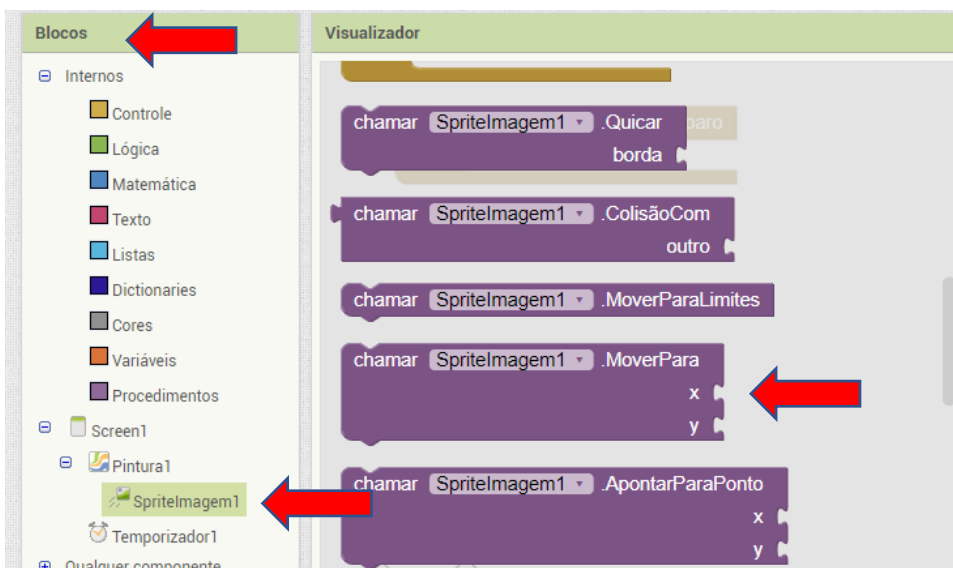 Blocos
Internos
Controle
Lógica
Matemática
Texto
Listas
Dictionaries
Cores
Variáveis
Procedimentos
Screen1
Pintura1
SpriteImagem1
Temporizador1
Qualquer componente
Visualizador
chamar SpriteImagem1 .Quicar
paro
borda
chamar SpriteImagem1 .ColisãoCom
outro
chamar SpriteImagem1 .MoverParaLimites
chamar SpriteImagem1 .MoverPara
x
y
chamar SpriteImagem1 .ApontarParaPonto
x
y